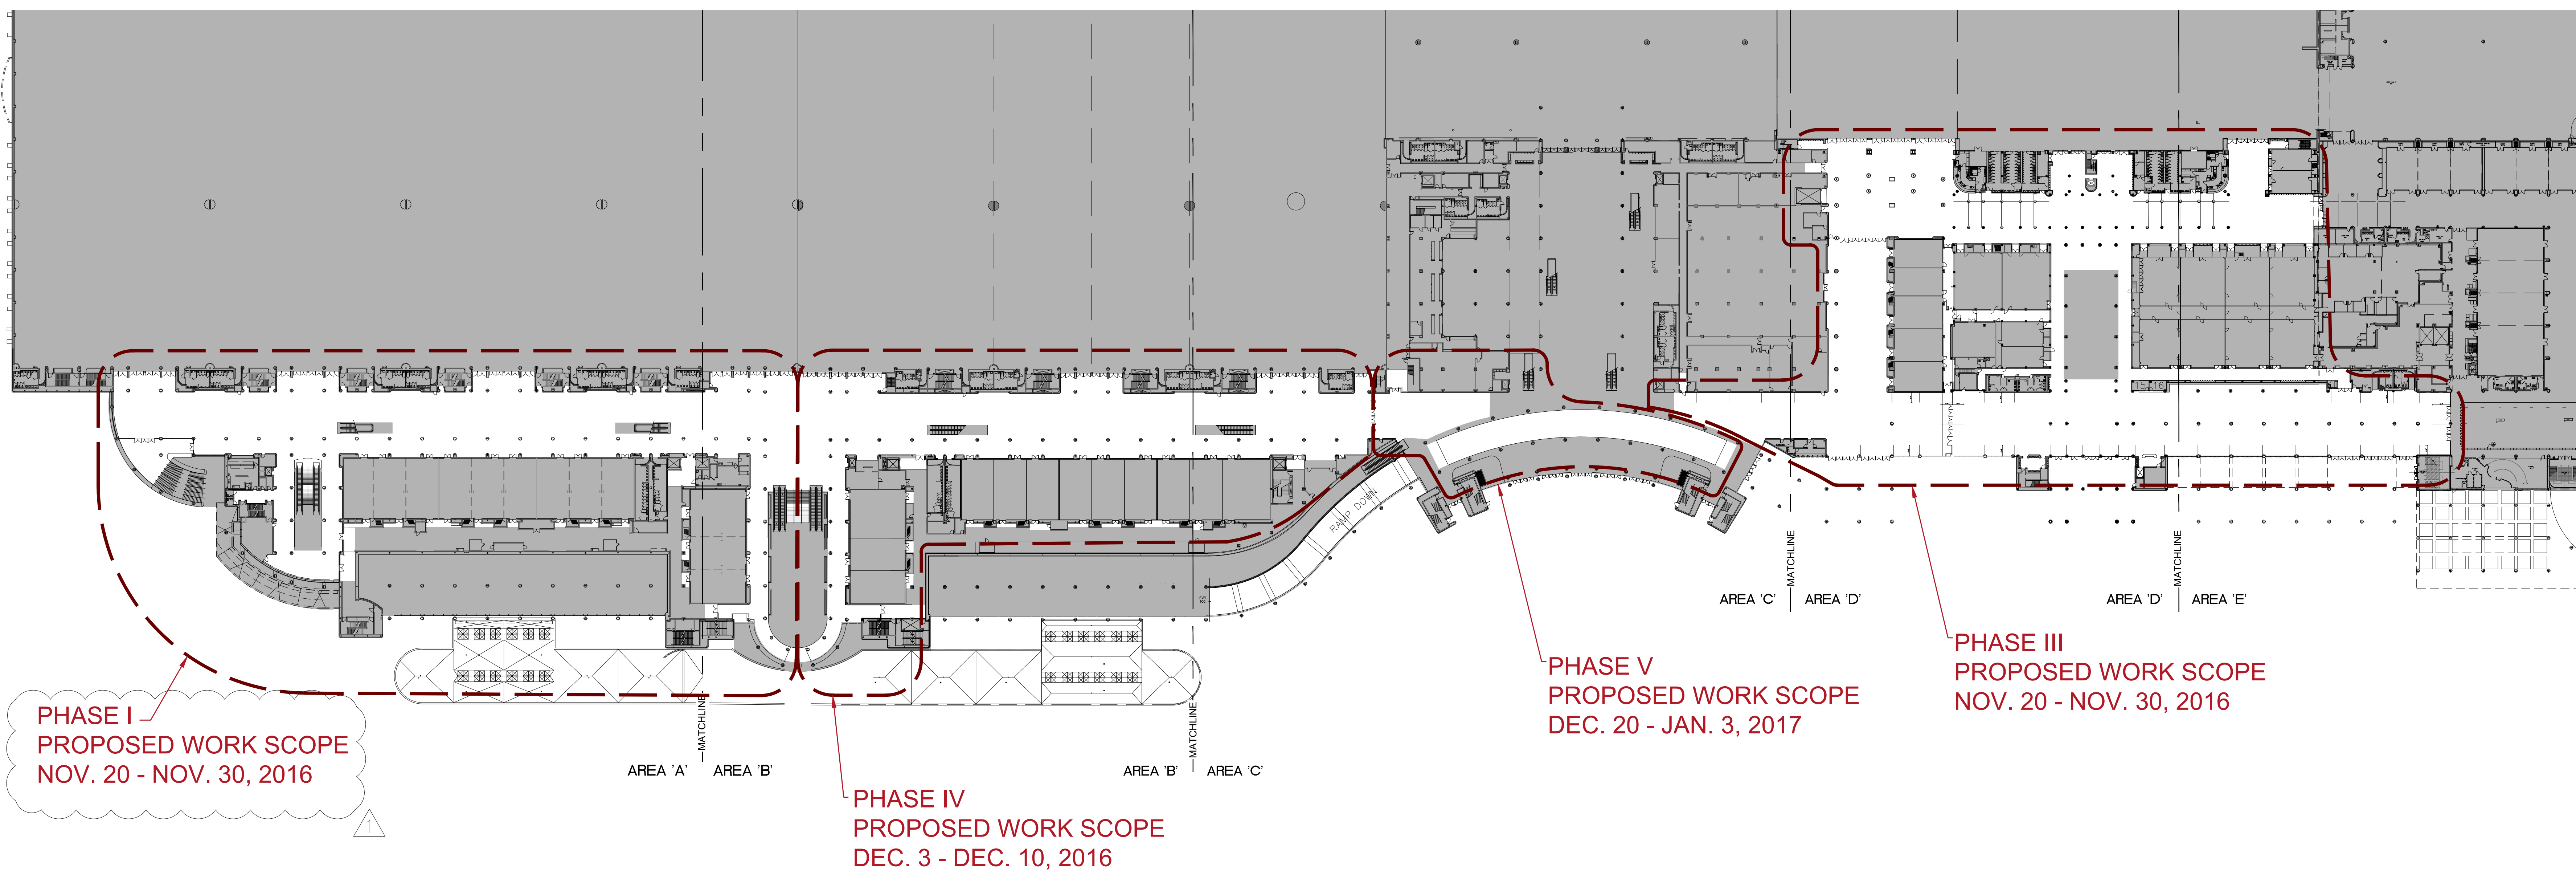 PHASE I
PROPOSED WORK SCOPE
NOV. 20 - NOV. 30, 2016
1
MATCHLINE
AREA 'A'
AREA 'B'
PHASE IV
PROPOSED WORK SCOPE
DEC. 3 - DEC. 10, 2016
MATCHLINE
AREA 'B'
AREA 'C'
RAMP DOWN
PHASE V
PROPOSED WORK SCOPE
DEC. 20 - JAN. 3, 2017
MATCHLINE
AREA 'C'
AREA 'D'
PHASE III
PROPOSED WORK SCOPE
NOV. 20 - NOV. 30, 2016
MATCHLINE
AREA 'D'
AREA 'E'